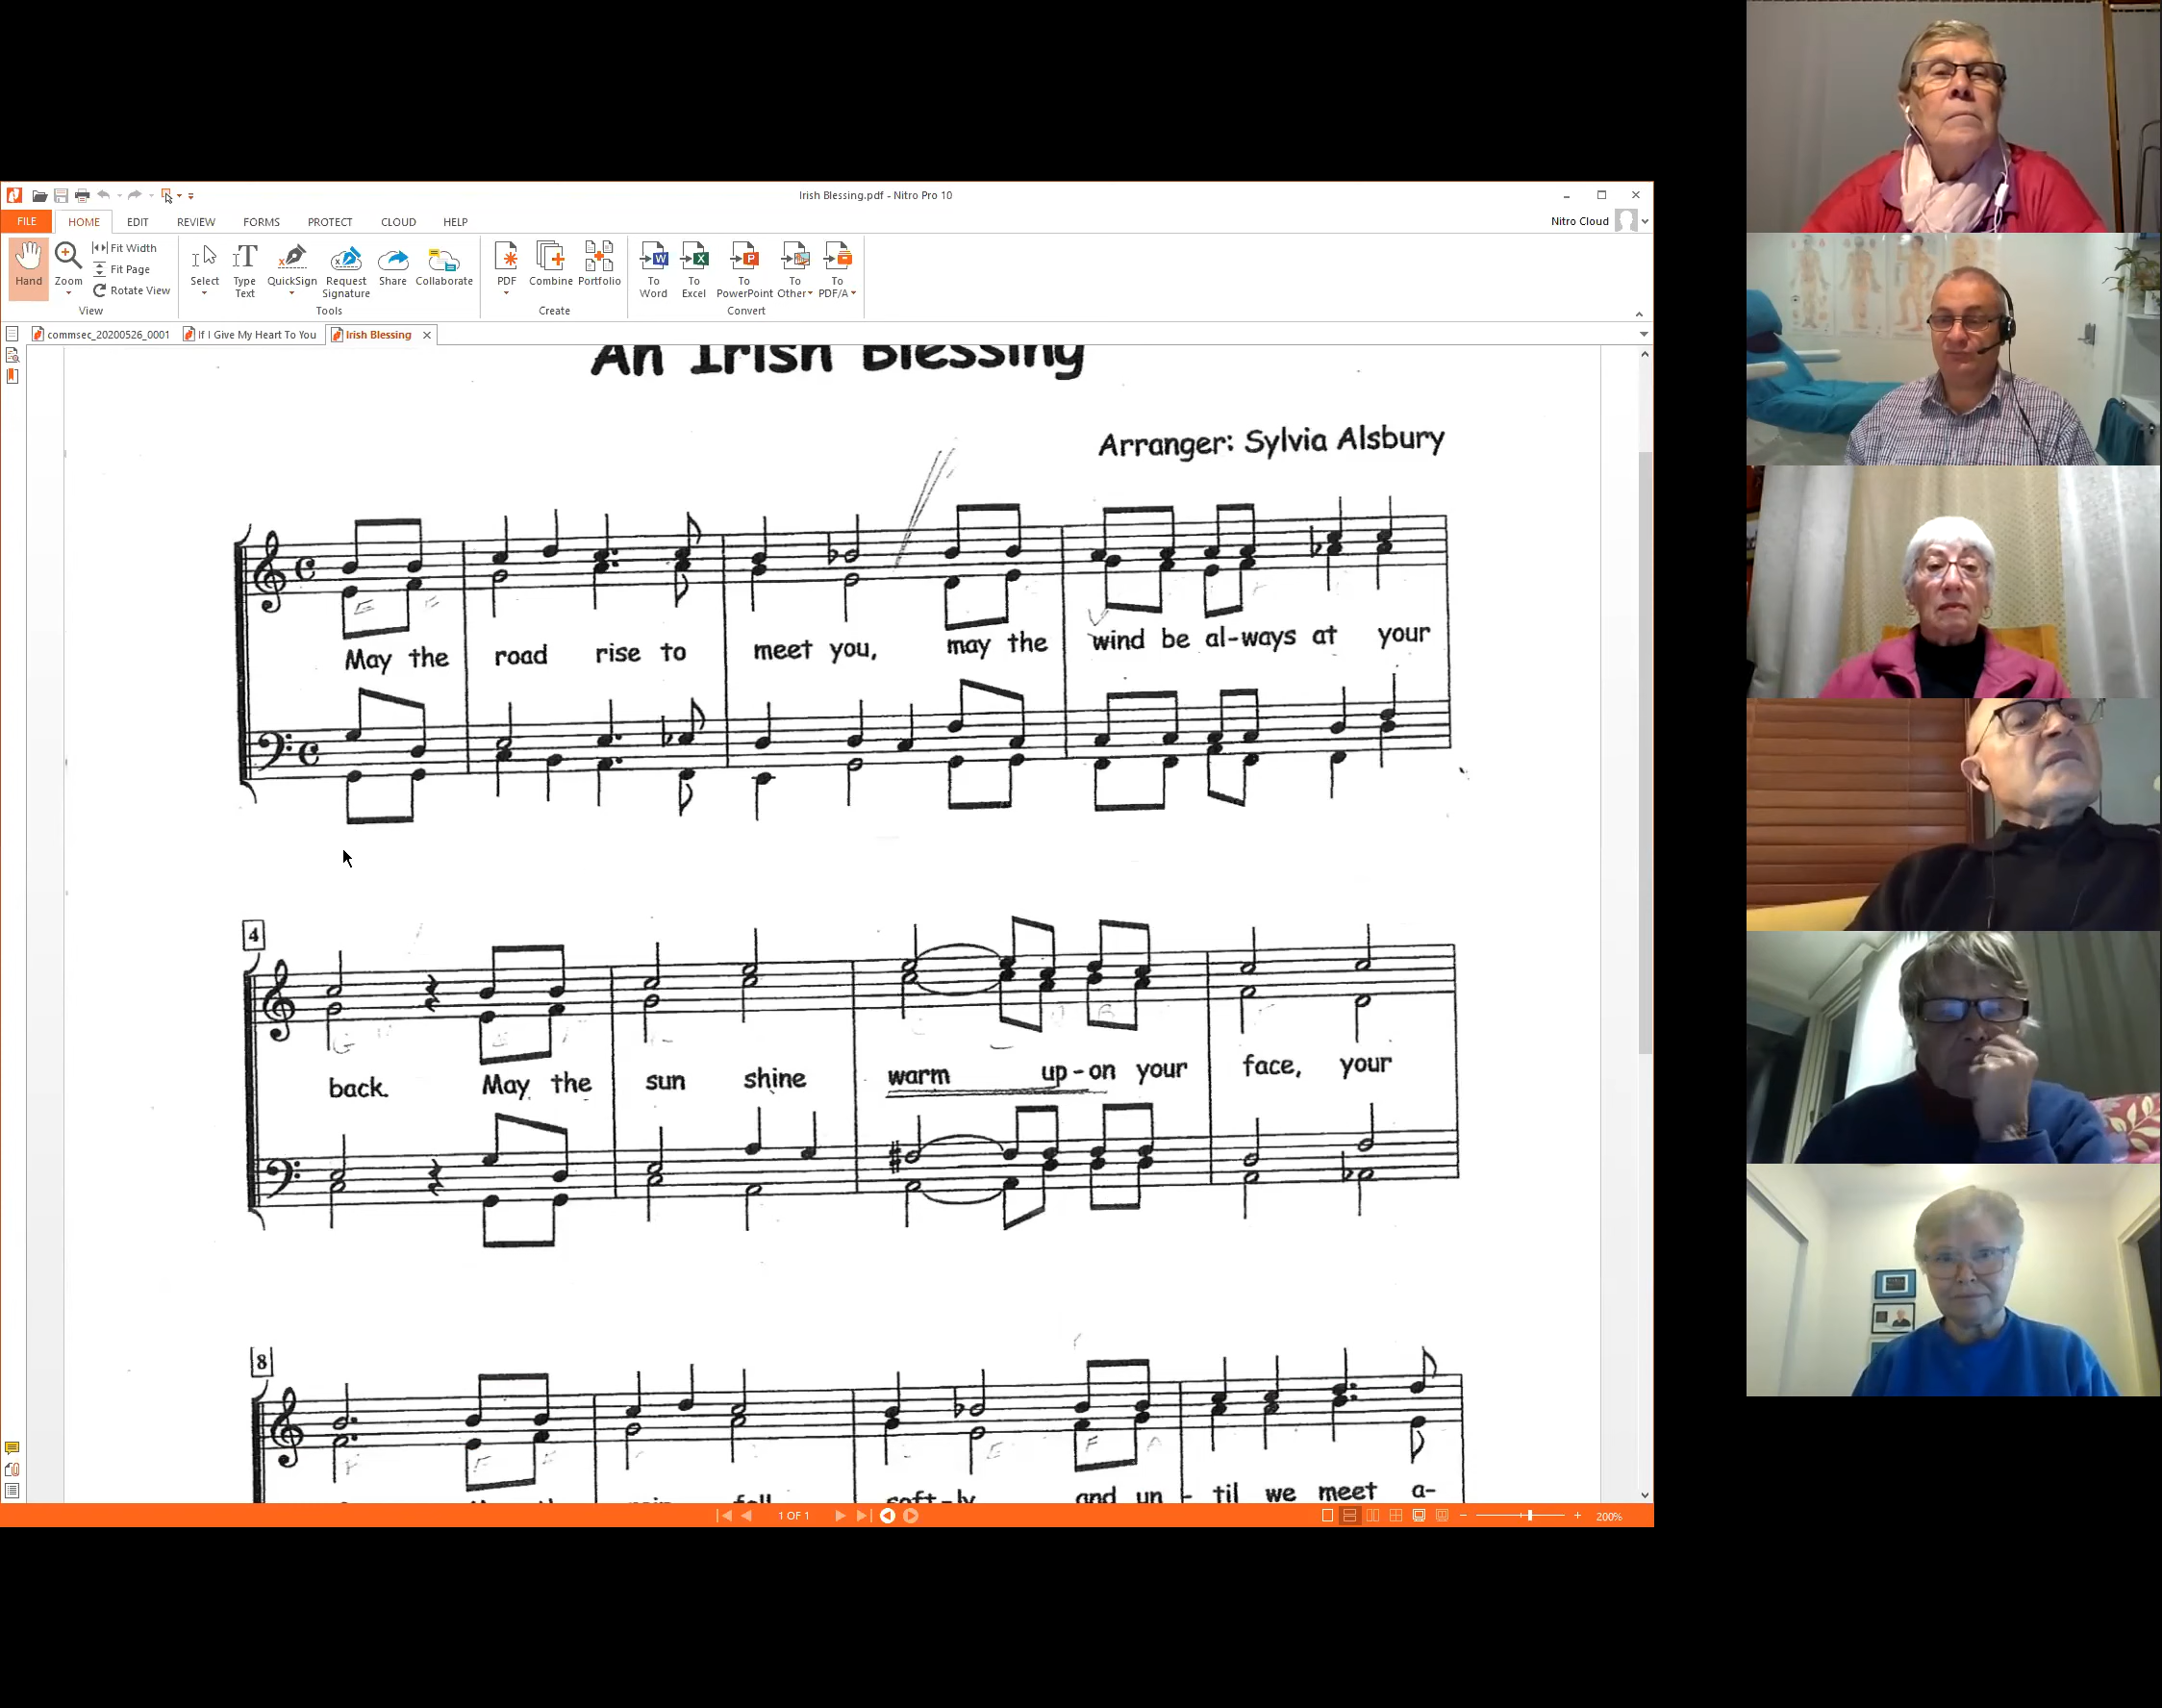 Irish Blessing.pdf - Nitro Pro 10
FILE HOME EDIT REVIEW FORMS PROTECT CLOUD HELP Nitro Cloud
Hand
Zoom
Fit Width
Fit Page
Rotate View
View
Select
Type Text
QuickSign
Request Signature
Share
Collaborate
Tools
PDF
Combine
Portfolio
Create
To Word
To Excel
To PowerPoint
To Other
To PDF/A
Convert
commsec_20200526_0001 If I Give My Heart To You Irish Blessing
An Irish Blessing
Arranger: Sylvia Alsbury
May the road rise to meet you, may the wind be al-ways at your
4
back. May the sun shine warm up-on your face, your
8
soft-ly and un - til we meet a-
1 OF 1 200%